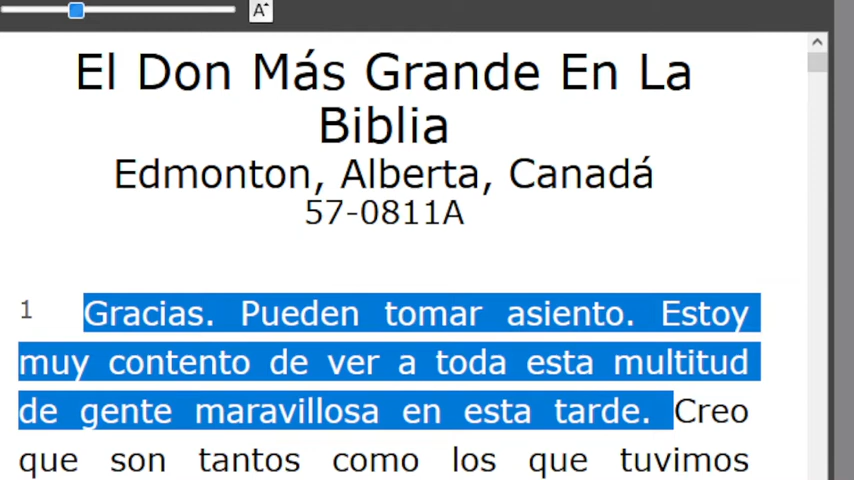 A
El Don Más Grande En La
Biblia
Edmonton, Alberta, Canadá
57-0811A
1 Gracias. Pueden tomar asiento. Estoy
muy contento de ver a toda esta multitud
de gente maravillosa en esta tarde. Creo
que son tantos como los que tuvimos